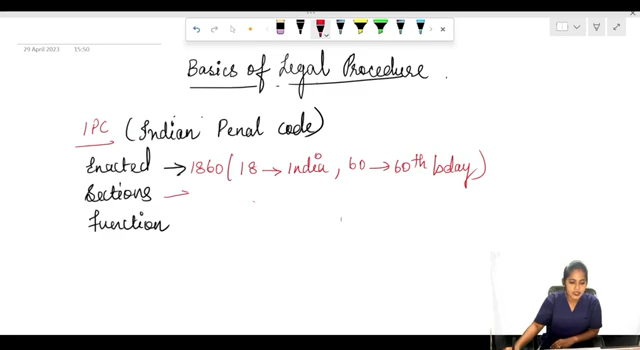 29 April 2023 15:50
Basics of Legal Procedure.
IPC (Indian Penal code)
Enacted → 1860 (18 → India, 60 → 60th bday)
Sections →
Function